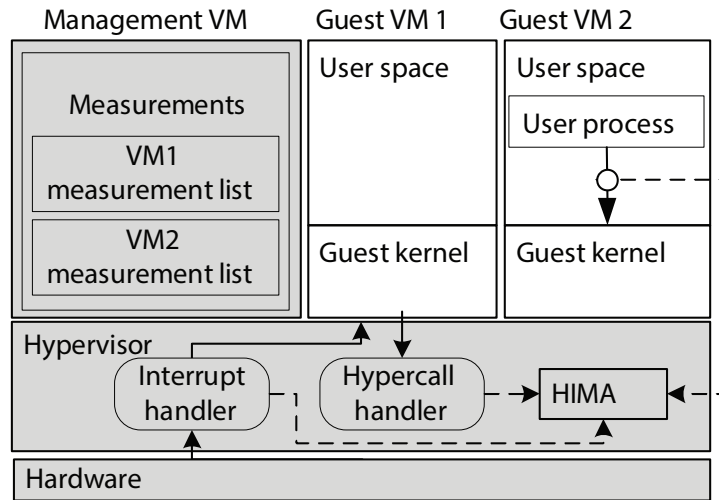 Management VM
Guest VM 1
Guest VM 2
Measurements
VM1
measurement list
VM2
measurement list
User space
Guest kernel
User space
User process
Guest kernel
Hypervisor
Interrupt
handler
Hypercall
handler
HIMA
Hardware